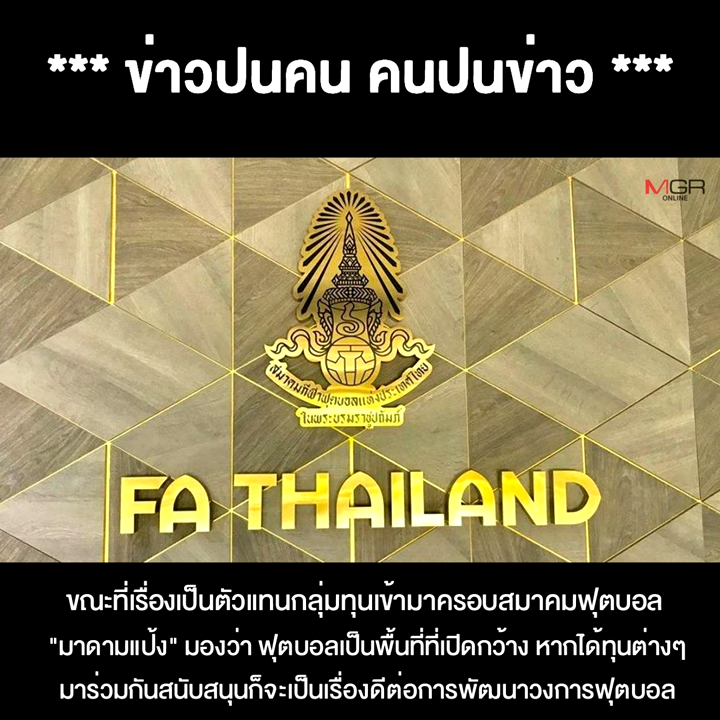 *** ข่าวปนคน คนปนข่าว ***
MGR
ONLINE
สมาคมกีฬาฟุตบอลแห่งประเทศไทย
ในพระบรมราชูปถัมภ์
FA THAILAND
ขณะที่เรื่องเป็นตัวแทนกลุ่มทุนเข้ามาครอบสมาคมฟุตบอล
"มาดามแป้ง" มองว่า ฟุตบอลเป็นพื้นที่ที่เปิดกว้าง หากได้ทุนต่างๆ
มาร่วมกันสนับสนุนก็จะเป็นเรื่องดีต่อการพัฒนาวงการฟุตบอล